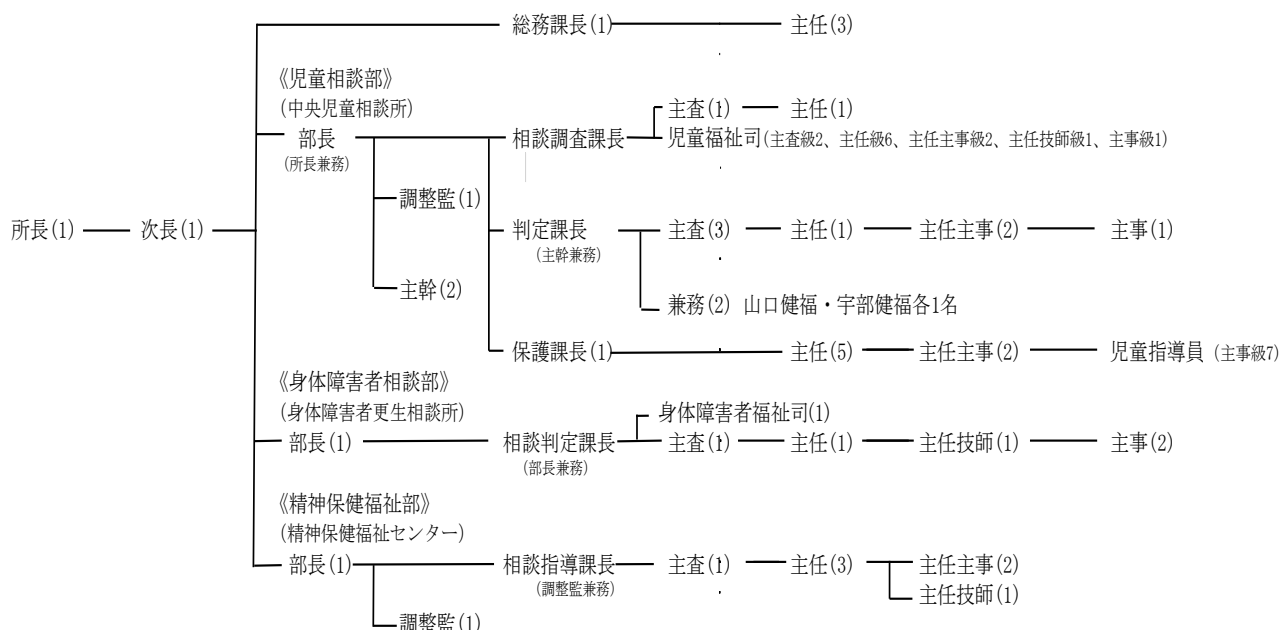 総務課長(1) 主任(3)
《児童相談部》
(中央児童相談所)
部長
(所長兼務)
相談調査課長
主査(1) 主任(1)
児童福祉司(主査級2、主任級6、主任主事級2、主任技師級1、主事級1)
調整監(1)
所長(1) 次長(1)
判定課長
(主幹兼務)
主査(3) 主任(1) 主任主事(2) 主事(1)
主幹(2)
兼務(2) 山口健福・宇部健福各1名
保護課長(1) 主任(5) 主任主事(2) 児童指導員 (主事級7)
《身体障害者相談部》
(身体障害者更生相談所)
部長(1)
相談判定課長
(部長兼務)
身体障害者福祉司(1)
主査(1) 主任(1) 主任技師(1) 主事(2)
《精神保健福祉部》
(精神保健福祉センター)
部長(1)
相談指導課長
(調整監兼務)
主査(1) 主任(3) 主任主事(2)
主任技師(1)
調整監(1)